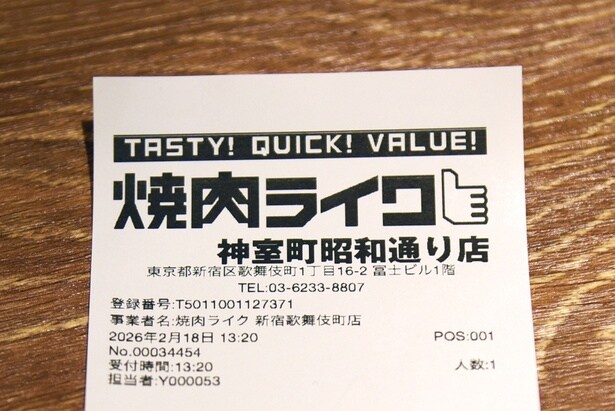 TASTY! QUICK! VALUE!
焼肉ライク
神室町昭和通り店
東京都新宿区歌舞伎町1丁目16-2 富士ビル1階
TEL:03-6233-8807
登録番号:T5011001127371
事業者名:焼肉ライク 新宿歌舞伎町店
2026年2月18日 13:20 POS:001
No.00034454
受付時間:13:20 人数:1
担当者:Y000053